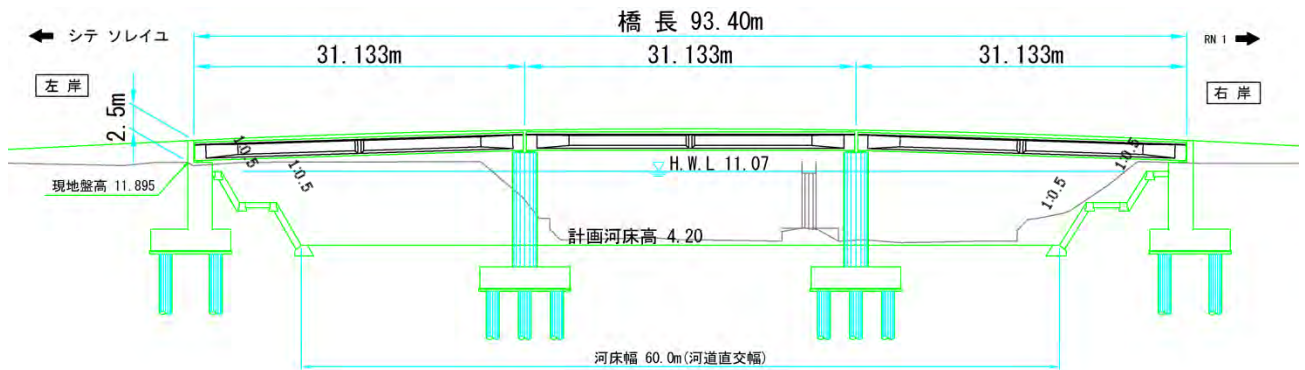 橋 長 93.40m
← シテ ソレイユ
RN 1 →
31.133m
31.133m
31.133m
左 岸
右 岸
2.5m
1:0.5
1:0.5
H.W.L 11.07
1:0.5
1:0.5
現地盤高 11.895
計画河床高 4.20
河床幅 60.0m(河道直交幅)